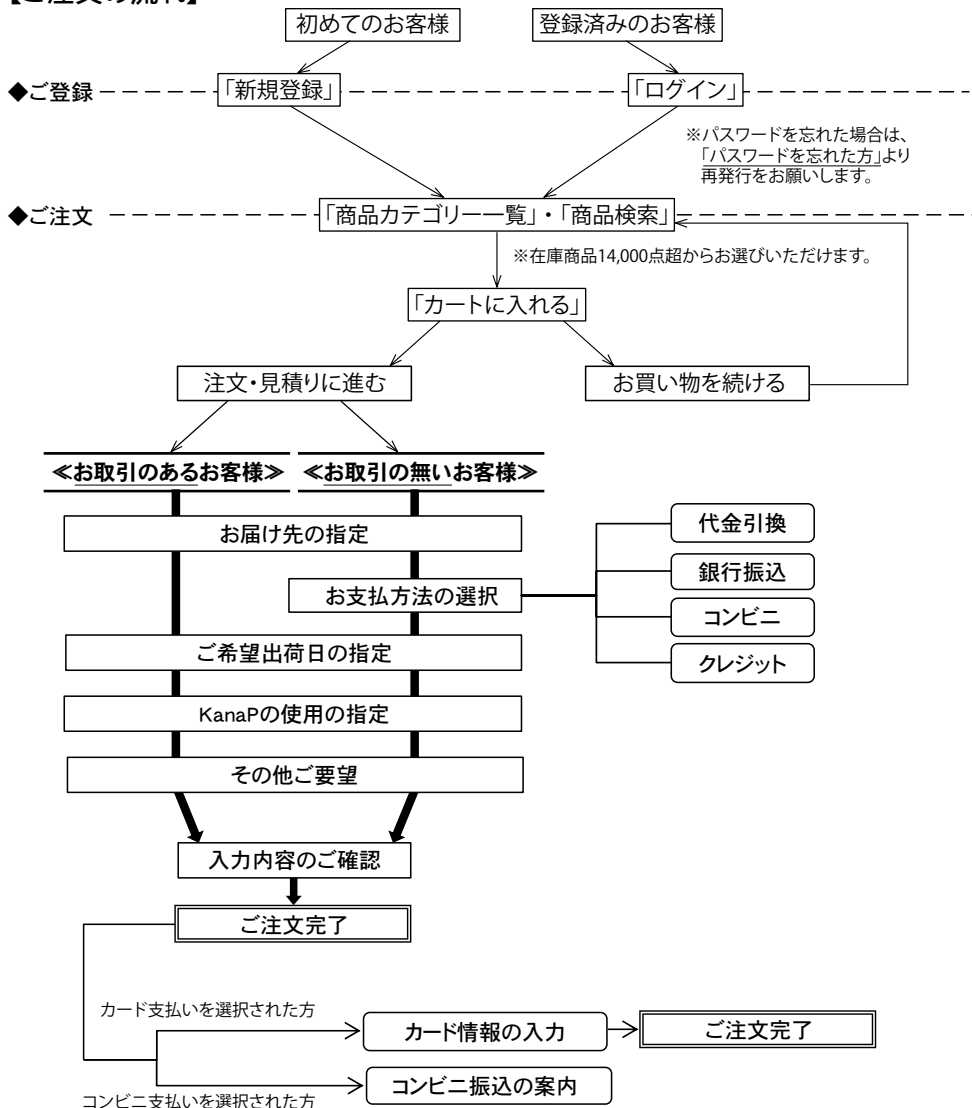 【ご注文の流れ】
初めてのお客様
登録済みのお客様
◆ご登録
「新規登録」
「ログイン」
※パスワードを忘れた場合は、
「パスワードを忘れた方」より
再発行をお願いします。
◆ご注文
「商品カテゴリー一覧」・「商品検索」
※在庫商品14,000点超からお選びいただけます。
「カートに入れる」
注文・見積りに進む
お買い物を続ける
≪お取引のあるお客様≫
≪お取引の無いお客様≫
お届け先の指定
代金引換
銀行振込
お支払方法の選択
コンビニ
ご希望出荷日の指定
クレジット
KanaPの使用の指定
その他ご要望
入力内容のご確認
ご注文完了
カード支払いを選択された方
カード情報の入力
ご注文完了
コンビニ振込の案内
コンビニ支払いを選択された方